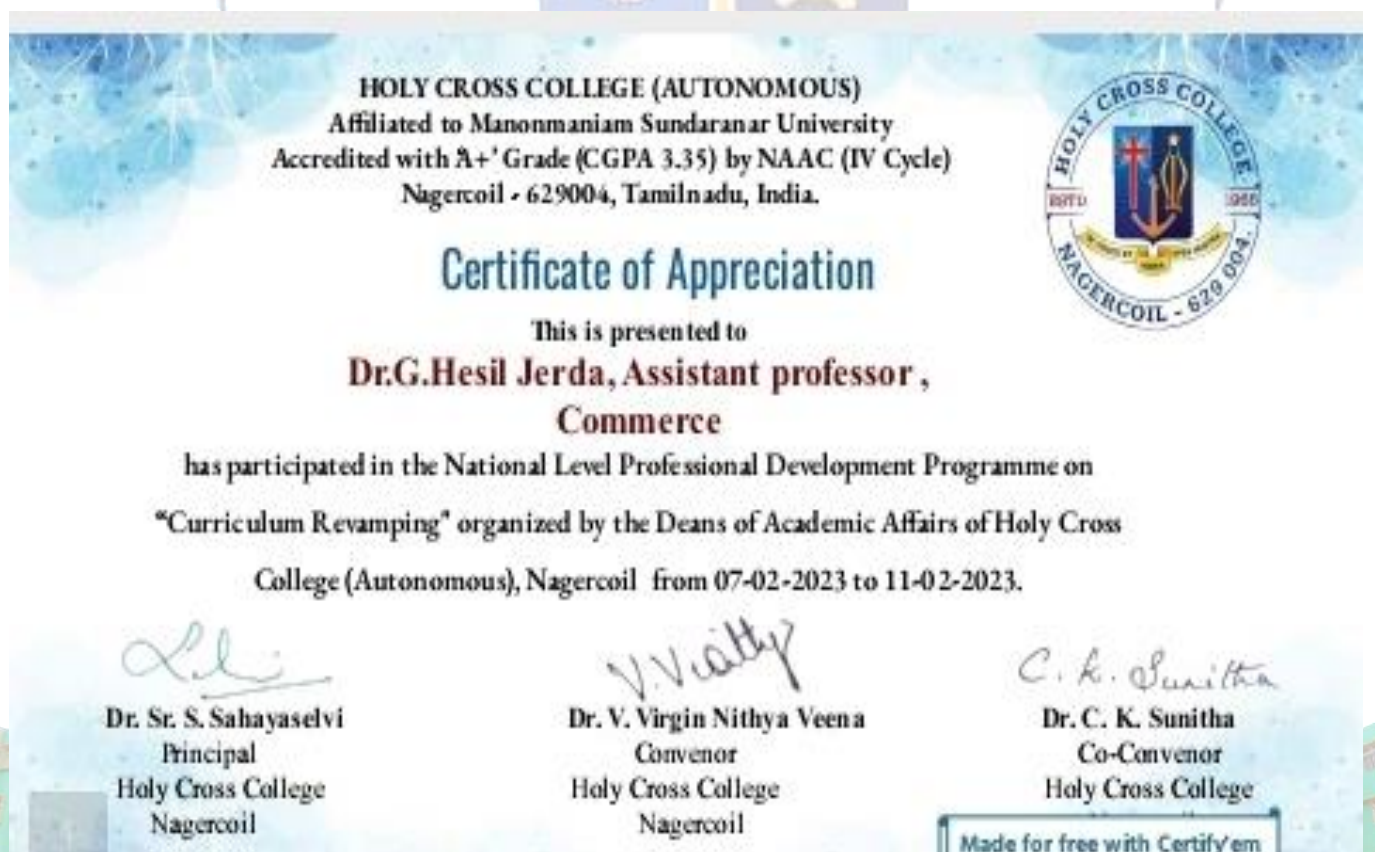 HOLY CROSS COLLEGE (AUTONOMOUS)
Affiliated to Manonmaniam Sundaranar University
Accredited with 'A+' Grade (CGPA 3.35) by NAAC (IV Cycle)
Nagercoil - 629004, Tamilnadu, India.
HOLY CROSS COLLEGE
ESTD 1965
NAGERCOIL - 629 004.
Certificate of Appreciation
This is presented to
Dr.G.Hesil Jerda, Assistant professor ,
Commerce
has participated in the National Level Professional Development Programme on
"Curriculum Revamping" organized by the Deans of Academic Affairs of Holy Cross
College (Autonomous), Nagercoil from 07-02-2023 to 11-02-2023.
C. K. Sunitha
Dr. Sr. S. Sahayaselvi
Principal
Holy Cross College
Nagercoil
Dr. V. Virgin Nithya Veena
Convenor
Holy Cross College
Nagercoil
Dr. C. K. Sunitha
Co-Convenor
Holy Cross College
Made for free with Certify'em